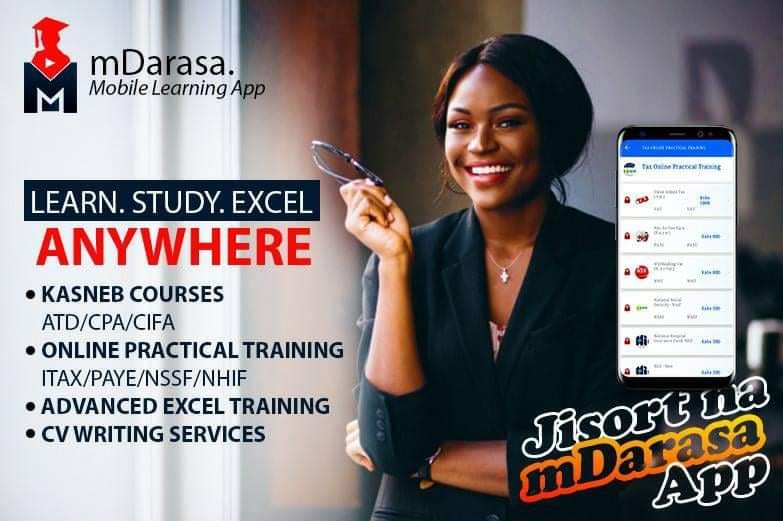 mDarasa.
Mobile Learning App
M
LEARN. STUDY. EXCEL
ANYWHERE
• KASNEB COURSES
ATD/CPA/CIFA
• ONLINE PRACTICAL TRAINING
ITAX/PAYE/NSSF/NHIF
• ADVANCED EXCEL TRAINING
• CV WRITING SERVICES
Tax Online Practical Training
Jisort na
mDarasa
App